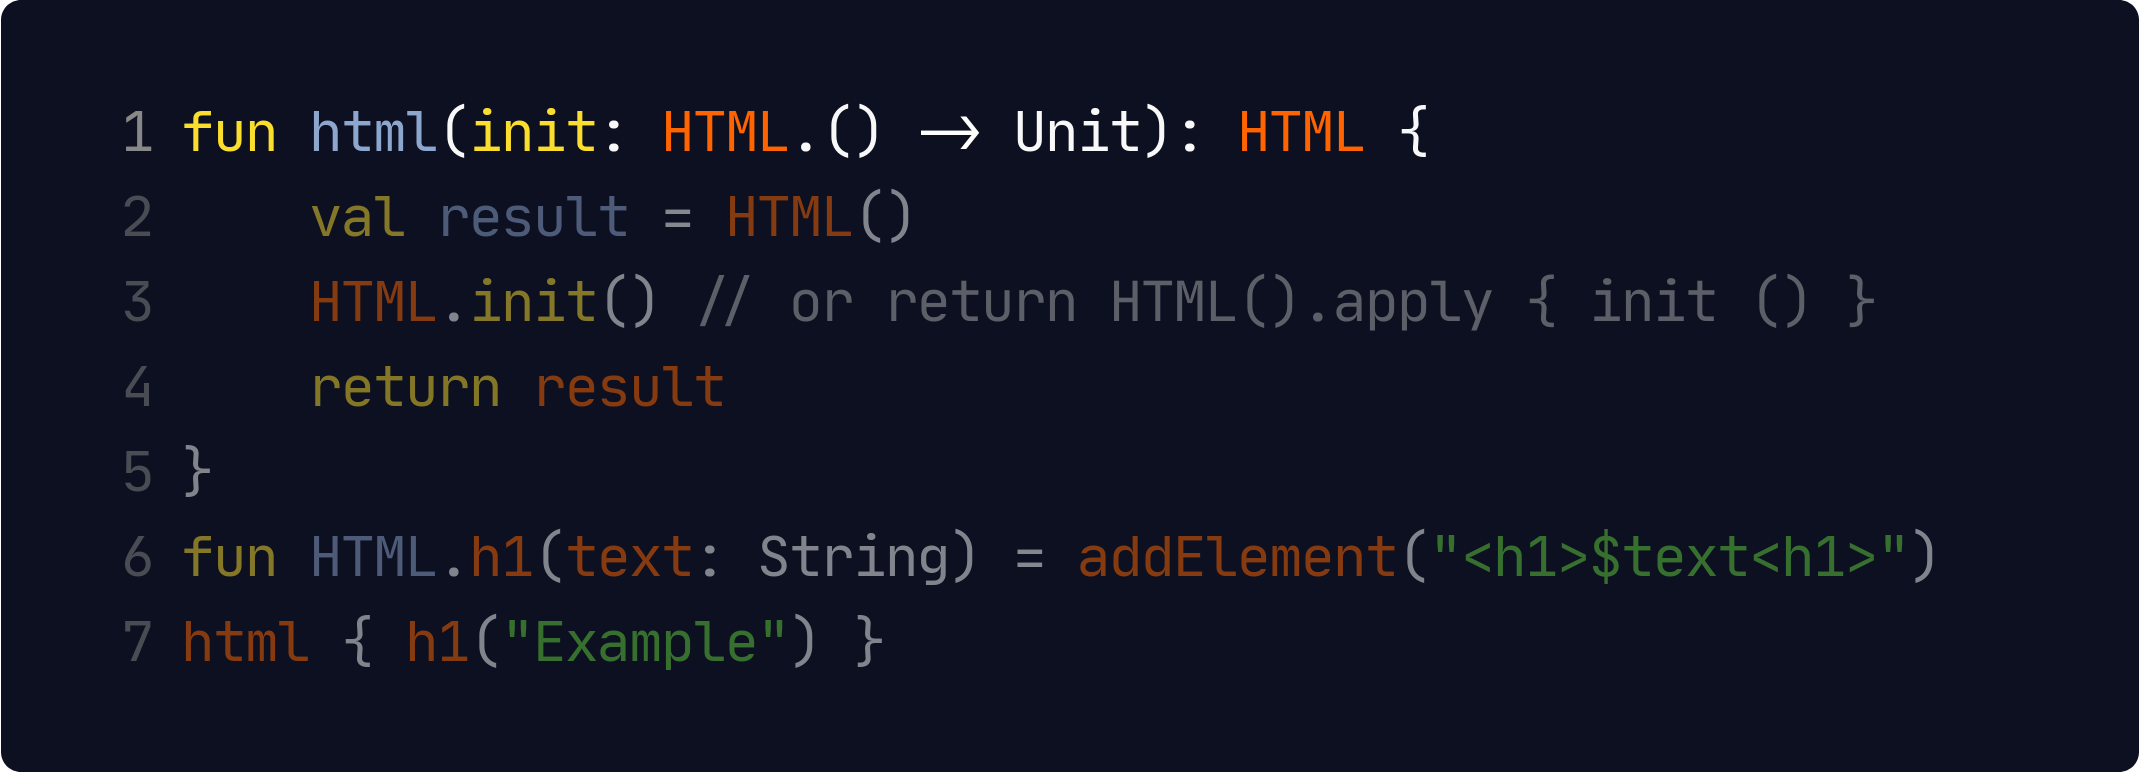 1 fun html(init: HTML.() -> Unit): HTML {
2     val result = HTML()
3     HTML.init() // or return HTML().apply { init () }
4     return result
5 }
6 fun HTML.h1(text: String) = addElement("<h1>$text<h1>")
7 html { h1("Example") }